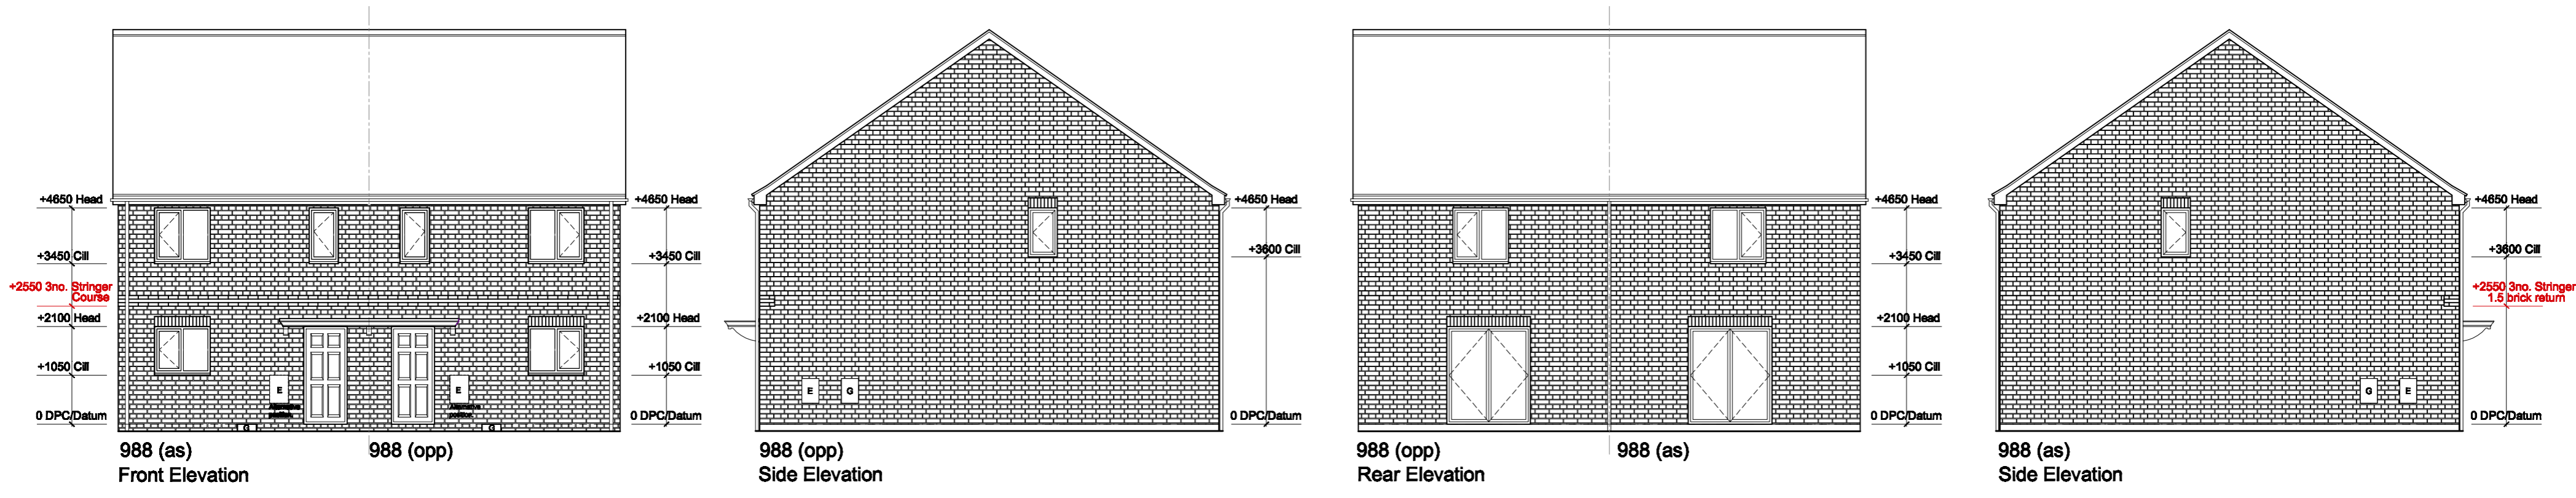 +4650 Head
+3450 Cill
+2550 3no. Stringer
Course
+2100 Head
+1050 Cill
0 DPC/Datum
E
Alternative
position.
G
E
Alternative
position.
G
+4650 Head
+3450 Cill
+2100 Head
+1050 Cill
0 DPC/Datum
988 (as)
988 (opp)
Front Elevation
E
G
+4650 Head
+3600 Cill
0 DPC/Datum
988 (opp)
Side Elevation
+4650 Head
+3450 Cill
+2100 Head
+1050 Cill
0 DPC/Datum
988 (opp)
988 (as)
Rear Elevation
G
E
+4650 Head
+3600 Cill
+2550 3no. Stringer
1.5 brick return
0 DPC/Datum
988 (as)
Side Elevation